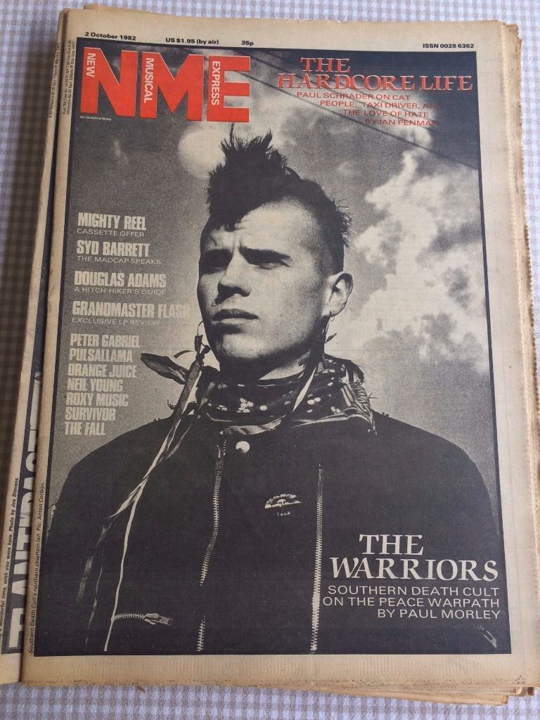 2 October 1982 US $1.95 (by air) 35p ISSN 0028 6362
NEW
NME
MUSICAL
EXPRESS
THE
HARDCORE LIFE
PAUL SCHRADER ON CAT
PEOPLE, TAXI DRIVER,
THE LOVE OF HATE
BY IAN PENMAN
MIGHTY REEL
CASSETTE OFFER
SYD BARRETT
THE MADCAP SPEAKS
DOUGLAS ADAMS
A HITCH-HIKER'S GUIDE
GRANDMASTER FLASH
EXCLUSIVE LP REVIEW
PETER GABRIEL
PULSALLAMA
ORANGE JUICE
NEIL YOUNG
ROXY MUSIC
SURVIVOR
THE FALL
THE
WARRIORS
SOUTHERN DEATH CULT
ON THE PEACE WARPATH
BY PAUL MORLEY